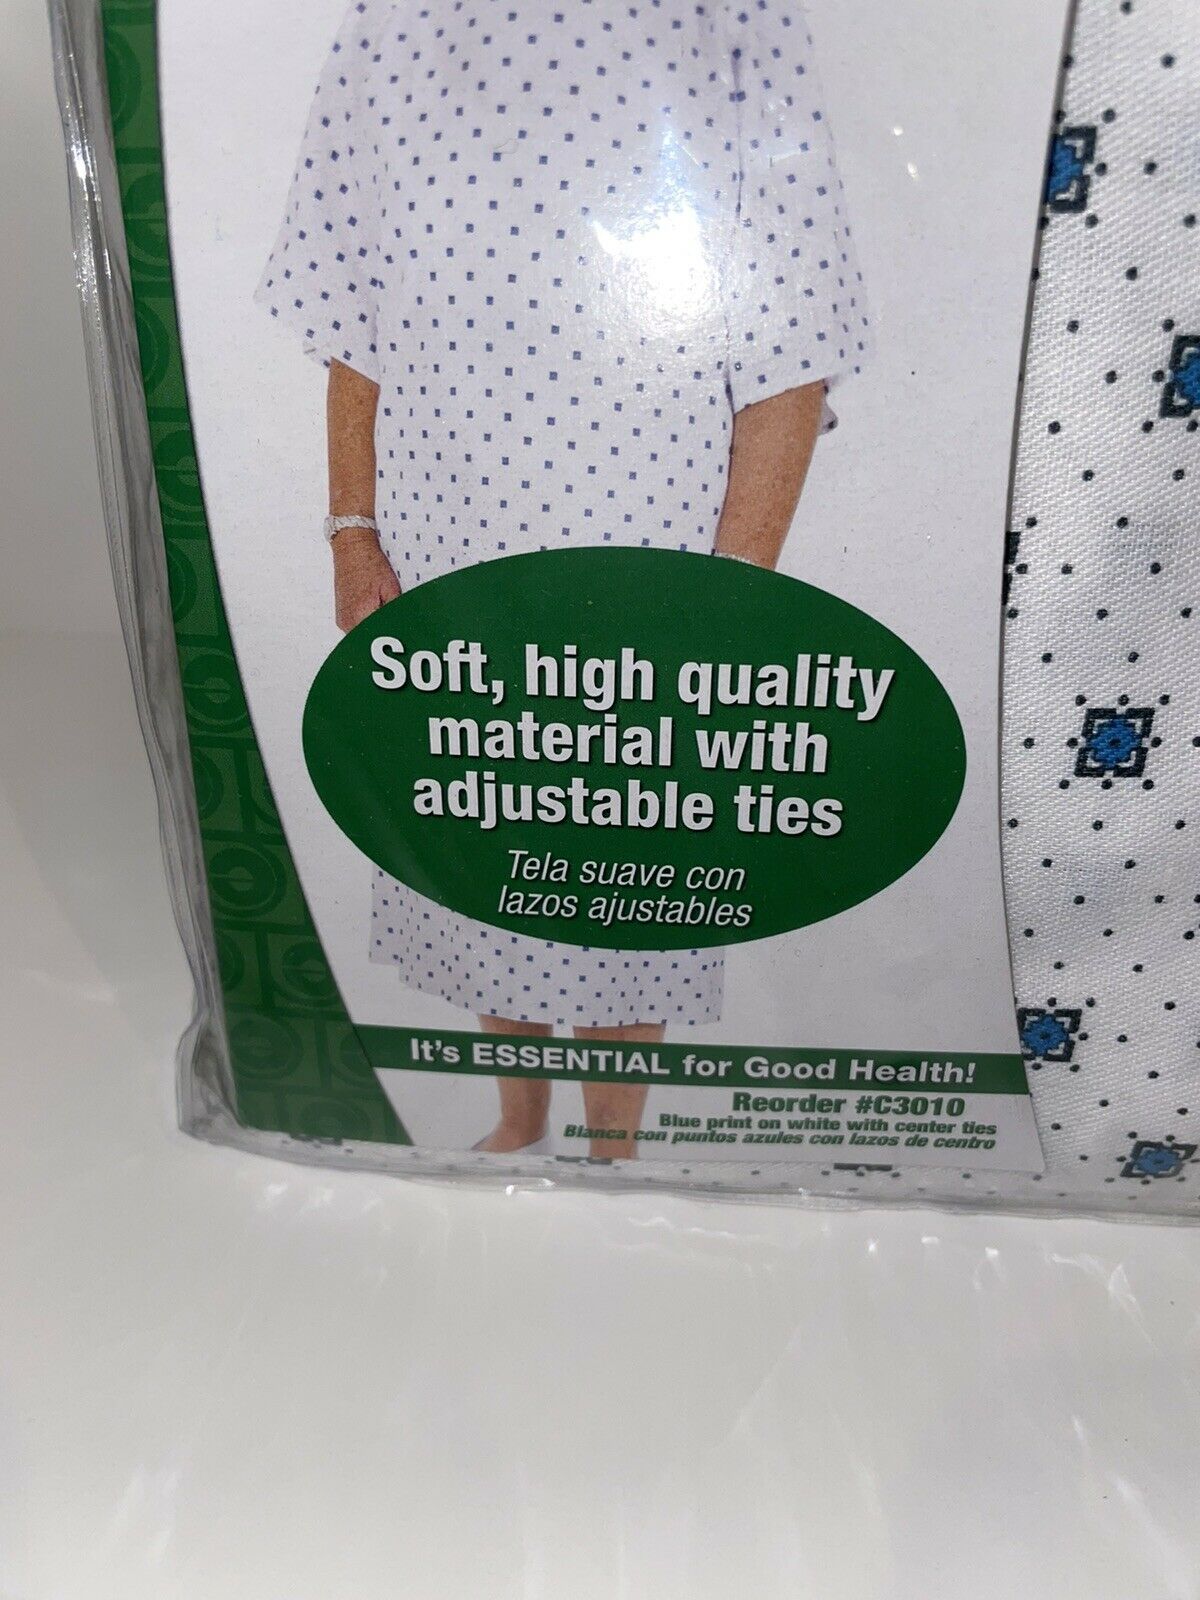 Soft, high quality
material with
adjustable ties
Tela suave con
lazos ajustables
It's ESSENTIAL for Good Health!
Reorder #C3010
Blue print on white with center ties
Blanca con puntos azules con lazos de centro